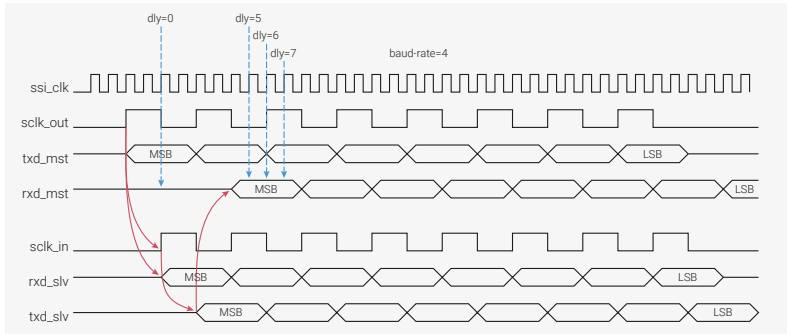 dly=0
dly=5
dly=6
dly=7
baud-rate=4
ssi_clk
sclk_out
txd_mst
MSB
LSB
rxd_mst
MSB
LSB
sclk_in
rxd_slv
MSB
LSB
txd_slv
MSB
LSB